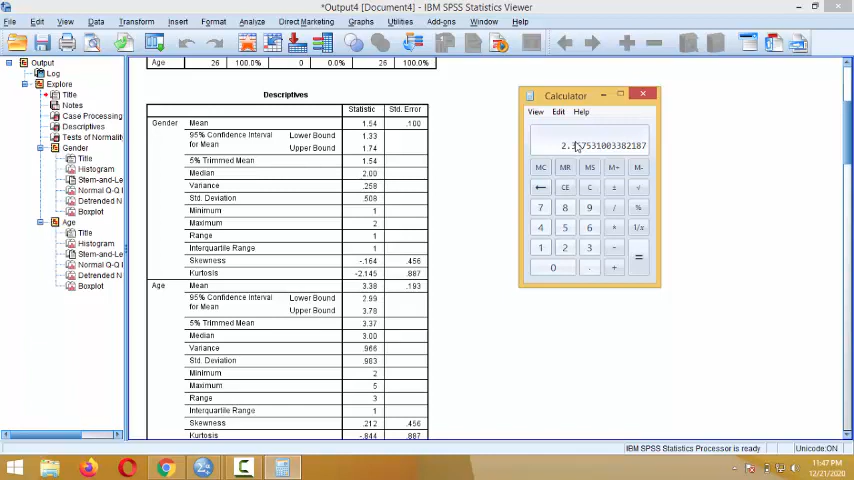 *Output4 [Document4] - IBM SPSS Statistics Viewer
File Edit View Data Transform Insert Format Analyze Direct Marketing Graphs Utilities Add-ons Window Help
Output
Log
Explore
Title
Notes
Case Processing
Descriptives
Tests of Normality
Gender
Title
Histogram
Stem-and-Le
Normal Q-Q
Detrended N
Boxplot
Age
Title
Histogram
Stem-and-Le
Normal Q-Q
Detrended N
Boxplot
Age 26 100.0% 0 0.0% 26 100.0%
Descriptives
Statistic Std. Error
Gender Mean 1.54 .100
95% Confidence Interval for Mean Lower Bound 1.33
Upper Bound 1.74
5% Trimmed Mean 1.54
Median 2.00
Variance .258
Std. Deviation .508
Minimum 1
Maximum 2
Range 1
Interquartile Range 1
Skewness -.164 .456
Kurtosis -2.145 .887
Age Mean 3.38 .193
95% Confidence Interval for Mean Lower Bound 2.99
Upper Bound 3.78
5% Trimmed Mean 3.37
Median 3.00
Variance .966
Std. Deviation .983
Minimum 2
Maximum 5
Range 3
Interquartile Range 1
Skewness .212 .456
Kurtosis -.844 .887
Calculator
View Edit Help
MC MR MS M+ M-
← CE C ± √
7 8 9 / %
4 5 6 * 1/x
1 2 3 - =
0 . +
IBM SPSS Statistics Processor is ready Unicode:ON
11:47 PM
12/21/2020